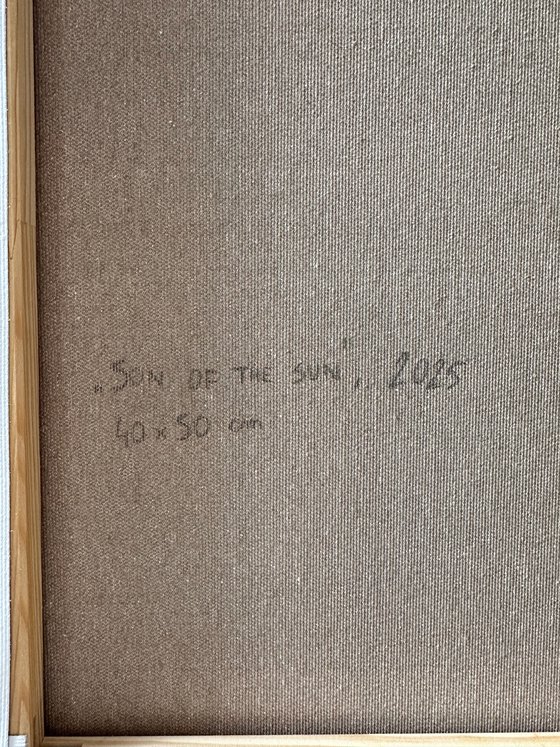 „SON OF THE SUN", 2025
40 x 50 cm